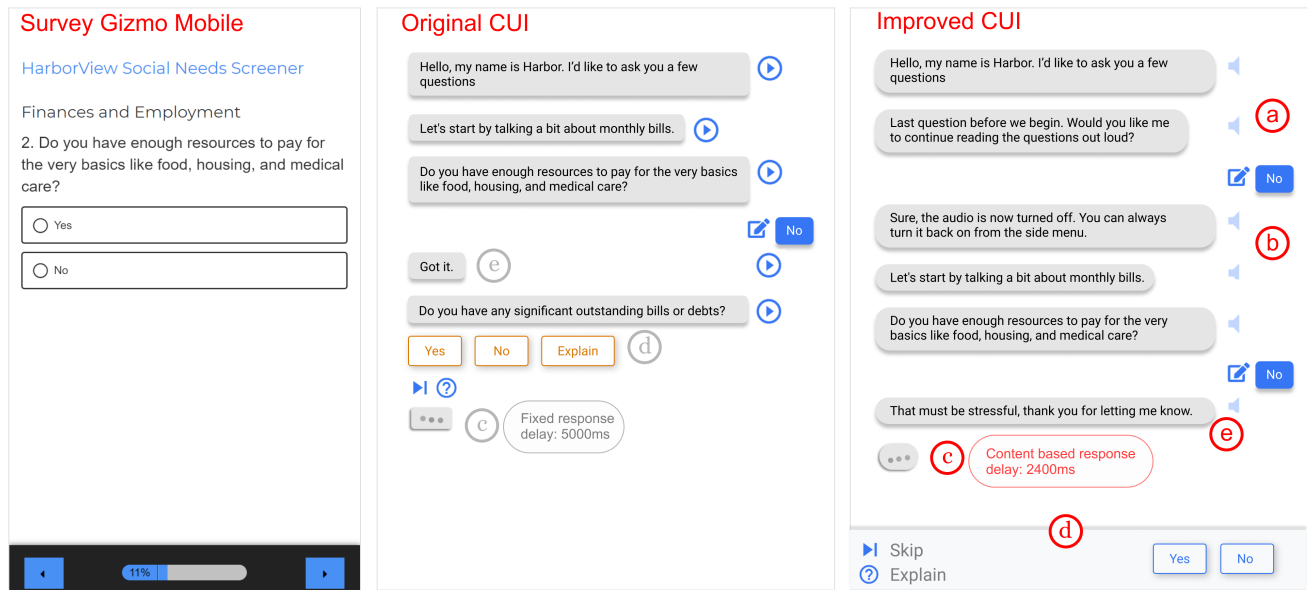 Survey Gizmo Mobile
HarborView Social Needs Screener
Finances and Employment
2. Do you have enough resources to pay for
the very basics like food, housing, and medical
care?
Yes
No
11%
Original CUI
Hello, my name is Harbor. I'd like to ask you a few
questions
Let's start by talking a bit about monthly bills.
Do you have enough resources to pay for the very basics
like food, housing, and medical care?
No
Got it.
e
Do you have any significant outstanding bills or debts?
Yes
No
Explain
d
?
c
Fixed response
delay: 5000ms
Improved CUI
Hello, my name is Harbor. I'd like to ask you a few
questions
a
Last question before we begin. Would you like me
to continue reading the questions out loud?
No
Sure, the audio is now turned off. You can always
turn it back on from the side menu.
b
Let's start by talking a bit about monthly bills.
Do you have enough resources to pay for the very
basics like food, housing, and medical care?
No
That must be stressful, thank you for letting me know.
e
c
Content based response
delay: 2400ms
d
Skip
? Explain
Yes
No